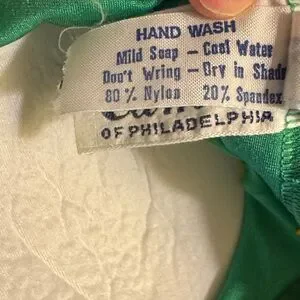 HAND WASH
Mild Soap - Cool Water
Don't Wring - Dry in Shade
80 % Nylon 20% Spandex
OF PHILADELPHIA